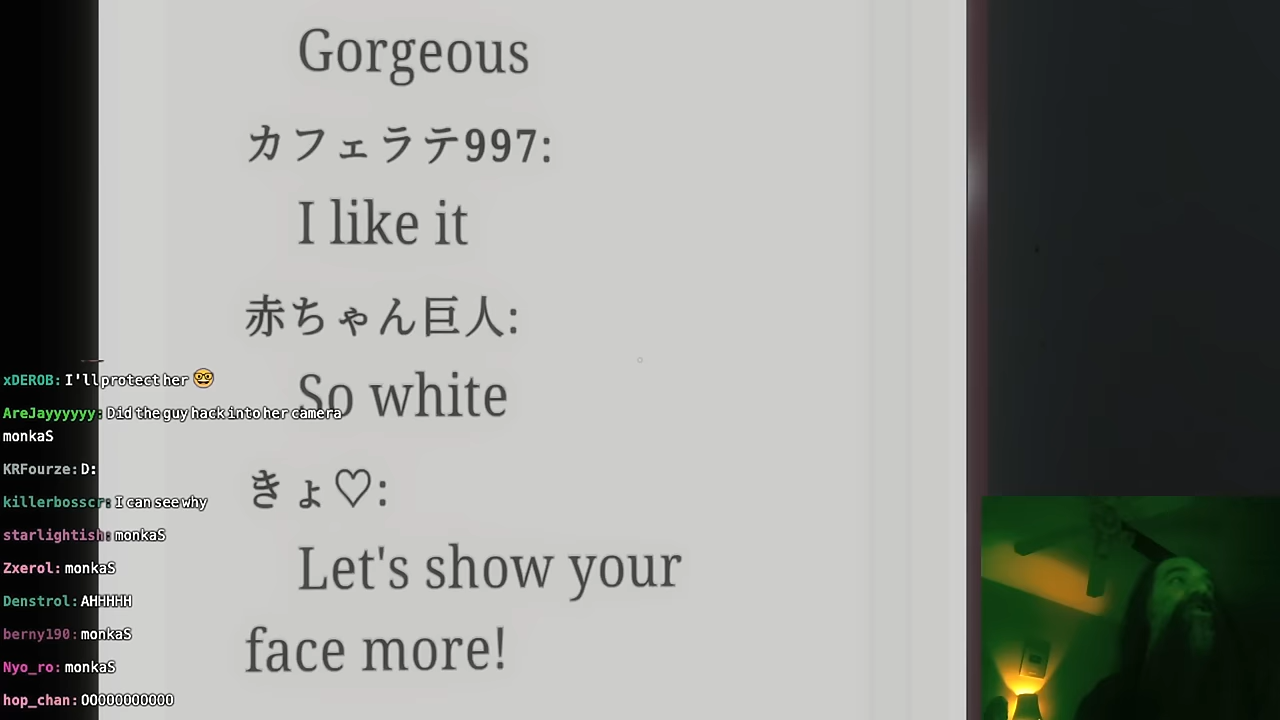 Gorgeous
カフェラテ997:
I like it
赤ちゃん巨人:
So white
きょ♡:
Let's show your
face more!
xDEROB: I'll protect her 🤓
AreJayyyyyy: Did the guy hack into her camera
monkaS
KRFourze: D:
killerbosscr: I can see why
starlightish: monkaS
Zxerol: monkaS
Denstrol: AHHHHH
berny190: monkaS
Nyo_ro: monkaS
hop_chan: OOOOOOOOOOO